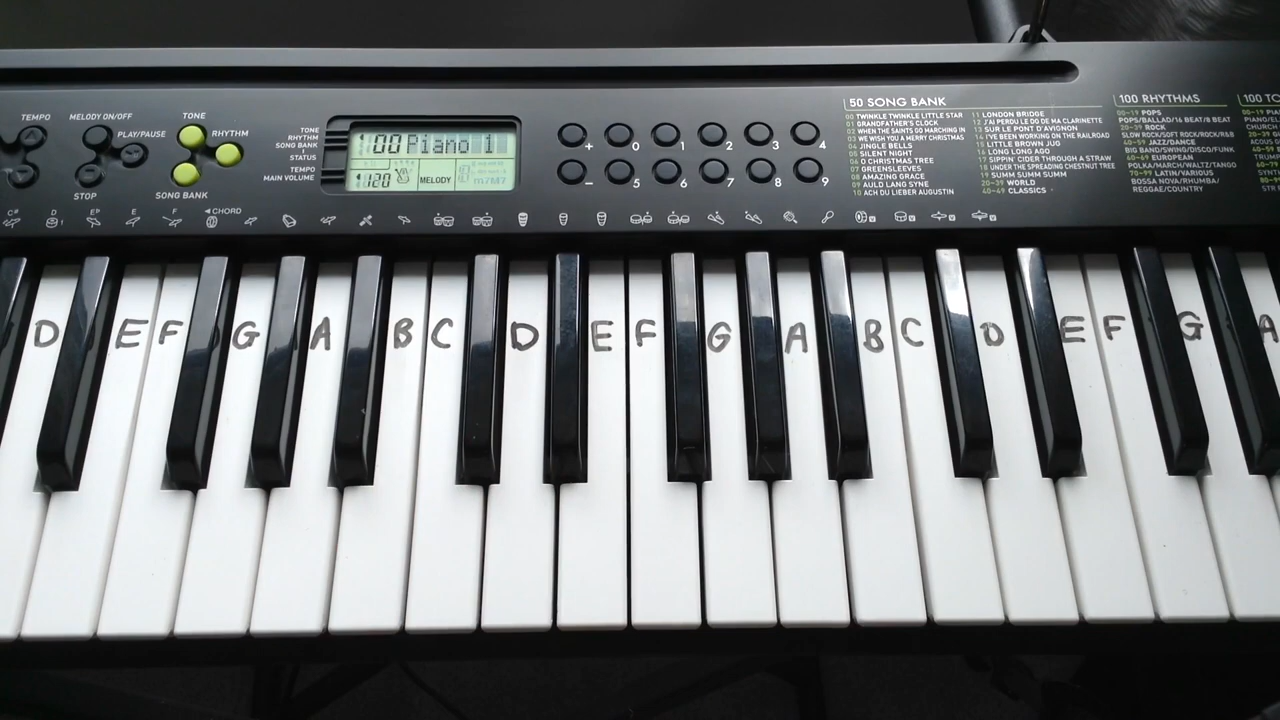 TEMPO
MELODY ON/OFF
PLAY/PAUSE
STOP
TONE
RHYTHM
SONG BANK
TONE
RHYTHM
SONG BANK
STATUS
TEMPO
MAIN VOLUME
00 Piano 1
120
MELODY
m7M7
+ 0 1 2 3 4
− 5 6 7 8 9
50 SONG BANK
00 TWINKLE TWINKLE LITTLE STAR
01 GRANDFATHER'S CLOCK
02 WHEN THE SAINTS GO MARCHING IN
03 WE WISH YOU A MERRY CHRISTMAS
04 JINGLE BELLS
05 SILENT NIGHT
06 O CHRISTMAS TREE
07 GREENSLEEVES
08 AMAZING GRACE
09 AULD LANG SYNE
10 ACH DU LIEBER AUGUSTIN
11 LONDON BRIDGE
12 J'AI PERDU LE DO DE MA CLARINETTE
13 SUR LE PONT D'AVIGNON
14 I'VE BEEN WORKING ON THE RAILROAD
15 LITTLE BROWN JUG
16 LONG LONG AGO
17 SIPPIN' CIDER THROUGH A STRAW
18 UNDER THE SPREADING CHESTNUT TREE
19 SUMM SUMM SUMM
20–39 WORLD
40–49 CLASSICS
100 RHYTHMS
00–19 POPS
POPS/BALLAD/16 BEAT/8 BEAT
20–39 ROCK
SLOW ROCK/SOFT ROCK/ROCK/R&B
40–59 JAZZ/DANCE
BIG BAND/SWING/DISCO/FUNK
60–69 EUROPEAN
POLKA/MARCH/WALTZ/TANGO
70–99 LATIN/VARIOUS
BOSSA NOVA/RHUMBA/
REGGAE/COUNTRY
100 TO
C# D E♭ E F ◄CHORD
D E F G A B C D E F G A B C D E F G A